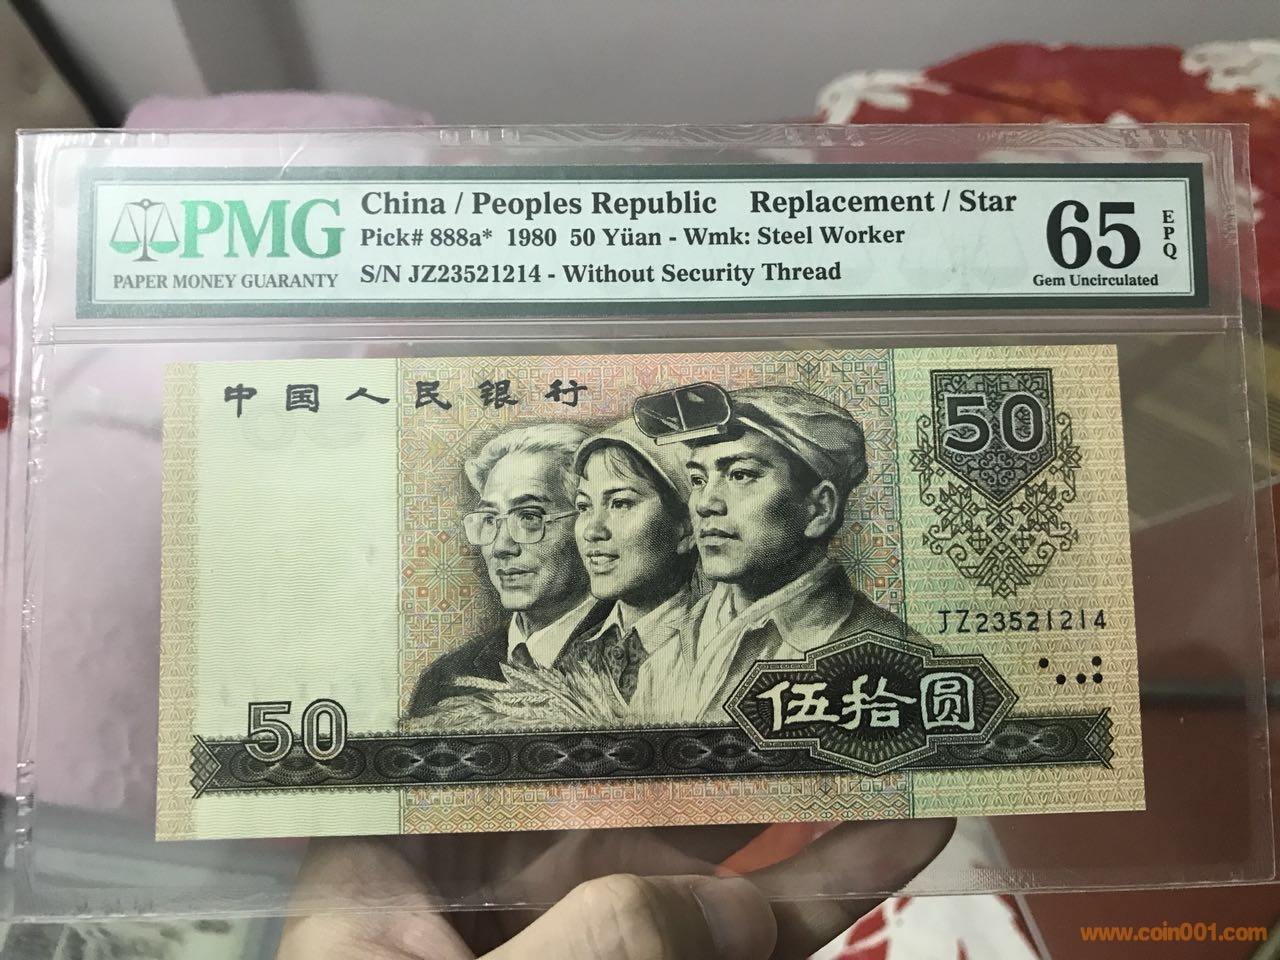 PMG
PAPER MONEY GUARANTY
China / Peoples Republic Replacement / Star
Pick# 888a* 1980 50 Yüan - Wmk: Steel Worker
S/N JZ23521214 - Without Security Thread
65
EPQ
Gem Uncirculated
中国人民银行
50
JZ23521214
50
伍拾圆
www.coin001.com